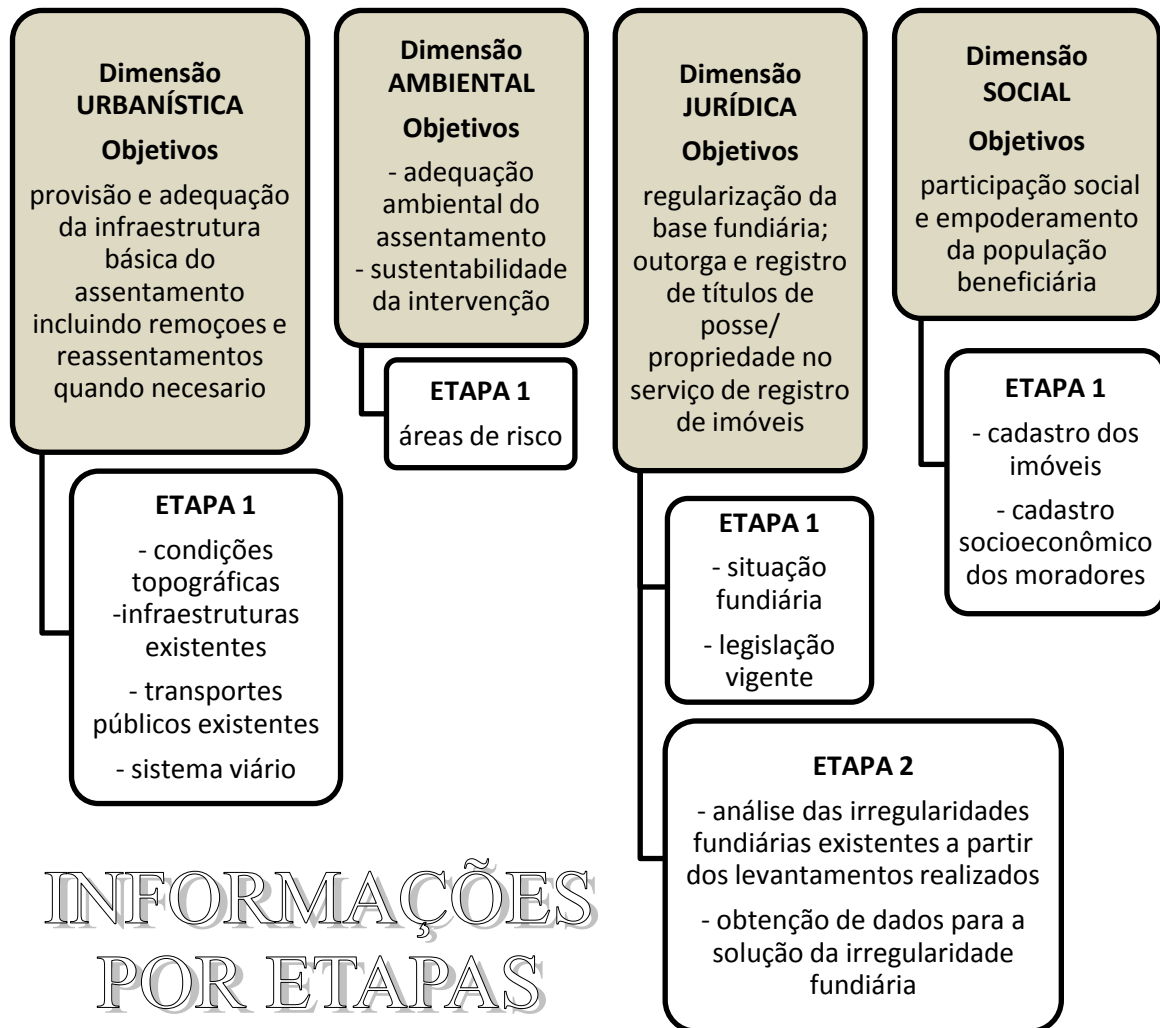 Dimensão
URBANÍSTICA
Objetivos
provisão e adequação
da infraestrutura
básica do
assentamento
incluindo remoçoes e
reassentamentos
quando necesario
ETAPA 1
- condições
topográficas
-infraestruturas
existentes
- transportes
públicos existentes
- sistema viário
Dimensão
AMBIENTAL
Objetivos
- adequação
ambiental do
assentamento
- sustentabilidade
da intervenção
ETAPA 1
áreas de risco
Dimensão
JURÍDICA
Objetivos
regularização da
base fundiária;
outorga e registro
de títulos de
posse/
propriedade no
serviço de registro
de imóveis
ETAPA 1
- situação
fundiária
- legislação
vigente
ETAPA 2
- análise das irregularidades
fundiárias existentes a partir
dos levantamentos realizados
- obtenção de dados para a
solução da irregularidade
fundiária
Dimensão
SOCIAL
Objetivos
participação social
e empoderamento
da população
beneficiária
ETAPA 1
- cadastro dos
imóveis
- cadastro
socioeconômico
dos moradores
INFORMAÇÕES
POR ETAPAS